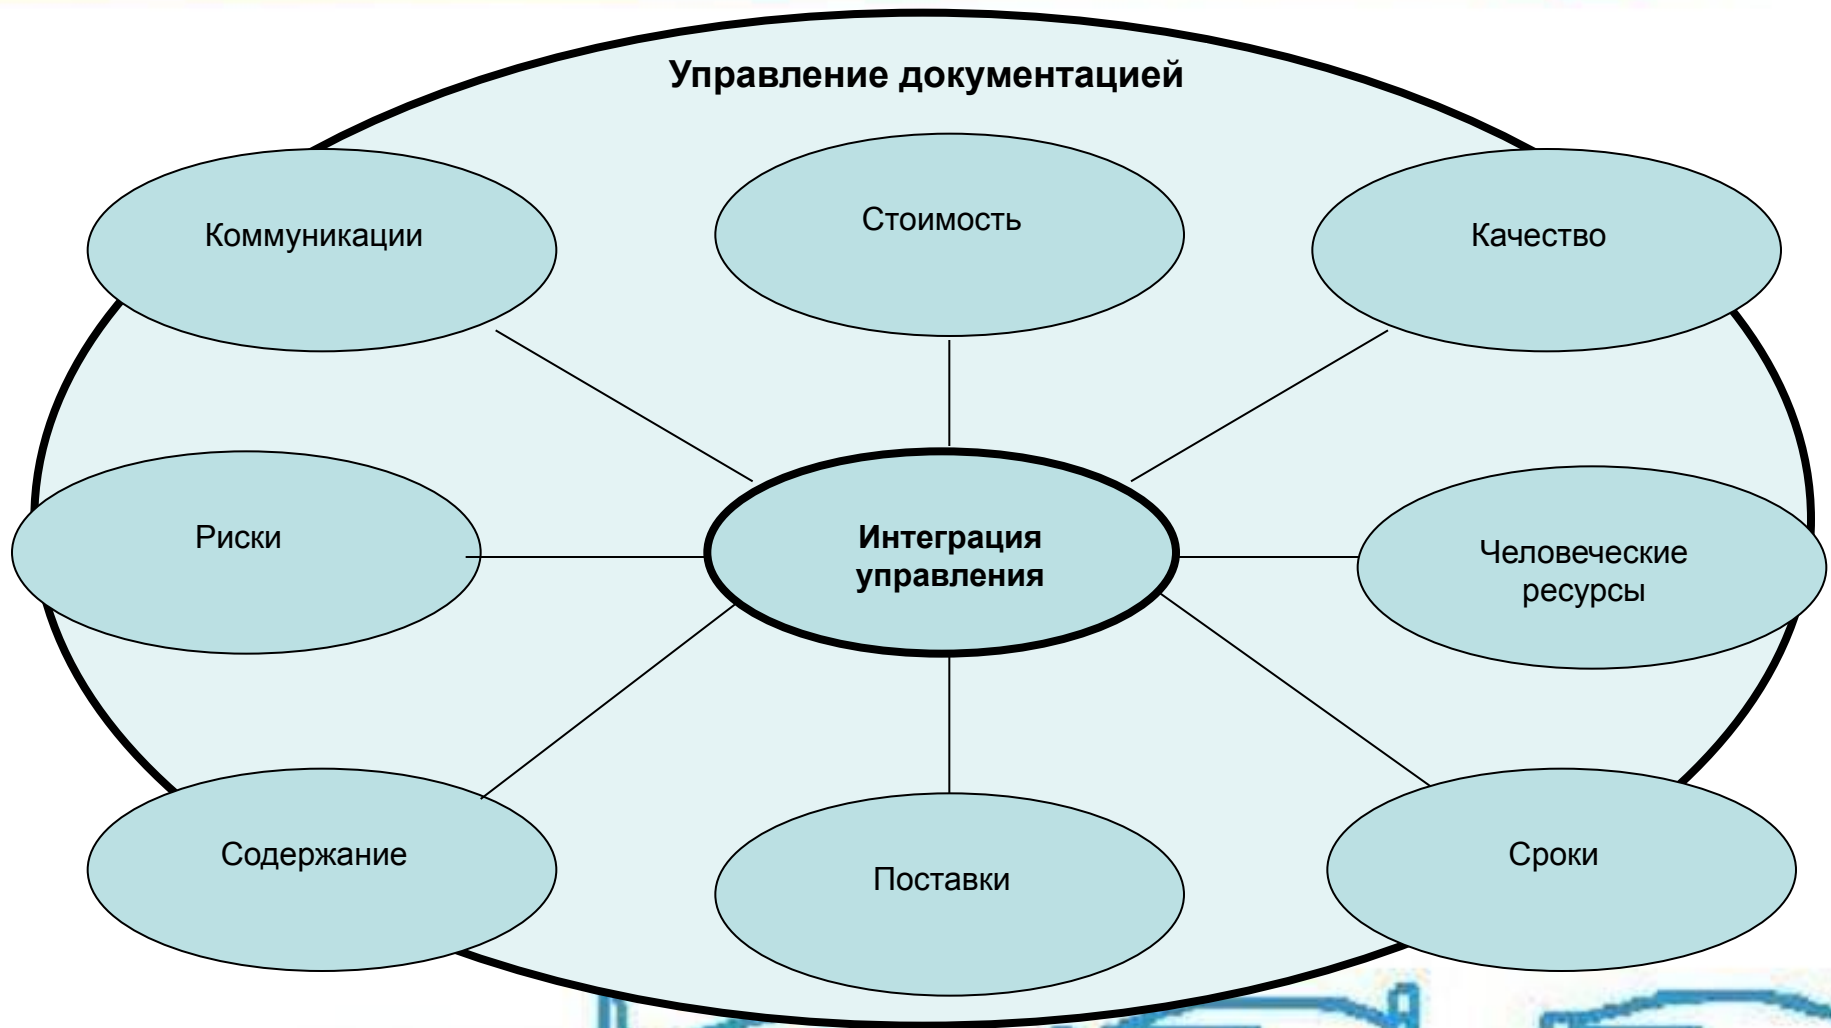 Управление документацией
Коммуникации
Стоимость
Качество
Риски
Интеграция
управления
Человеческие
ресурсы
Содержание
Поставки
Сроки